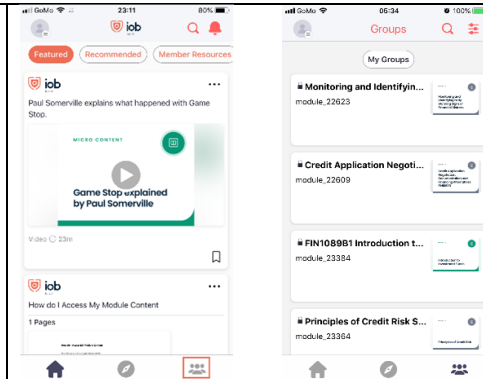 GoMo
23:11
80%
iob
Featured
Recommended
Member Resources
iob
Paul Somerville explains what happened with Game
Stop.
MICRO CONTENT
Game Stop explained
by Paul Somerville
Video 23m
iob
How do I Access My Module Content
1 Pages
GoMo
06:34
100%
Groups
My Groups
Monitoring and Identifyin...
module_22623
Credit Application Negoti...
module_22609
FIN1089B1 Introduction t...
module_23384
Principles of Credit Risk S...
module_23364